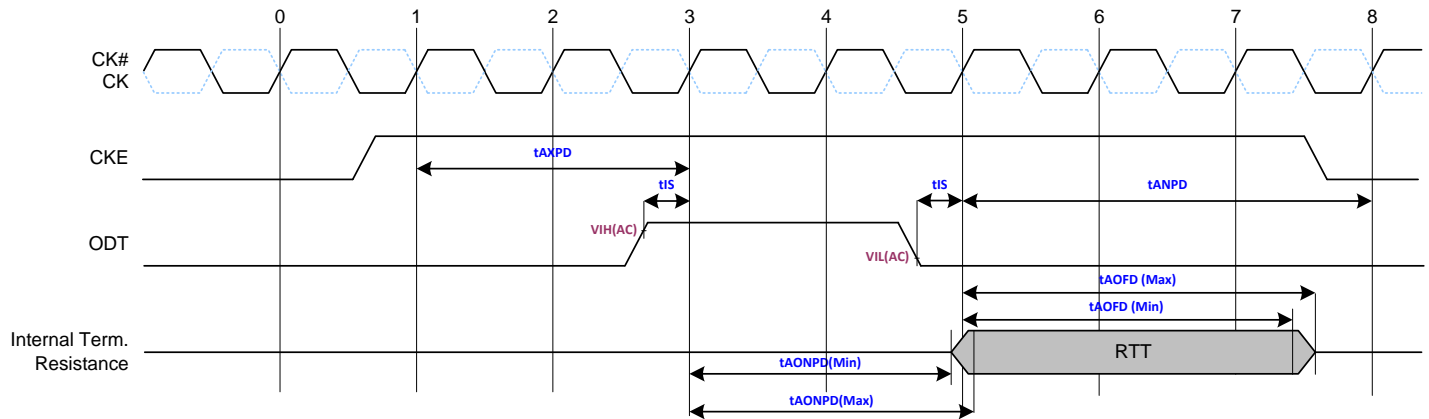 0 1 2 3 4 5 6 7 8
CK#
CK
CKE
tAXPD
tIS
tIS
tANPD
VIH(AC)
ODT
VIL(AC)
tAOFD (Max)
tAOFD (Min)
Internal Term.
Resistance
RTT
tAONPD(Min)
tAONPD(Max)